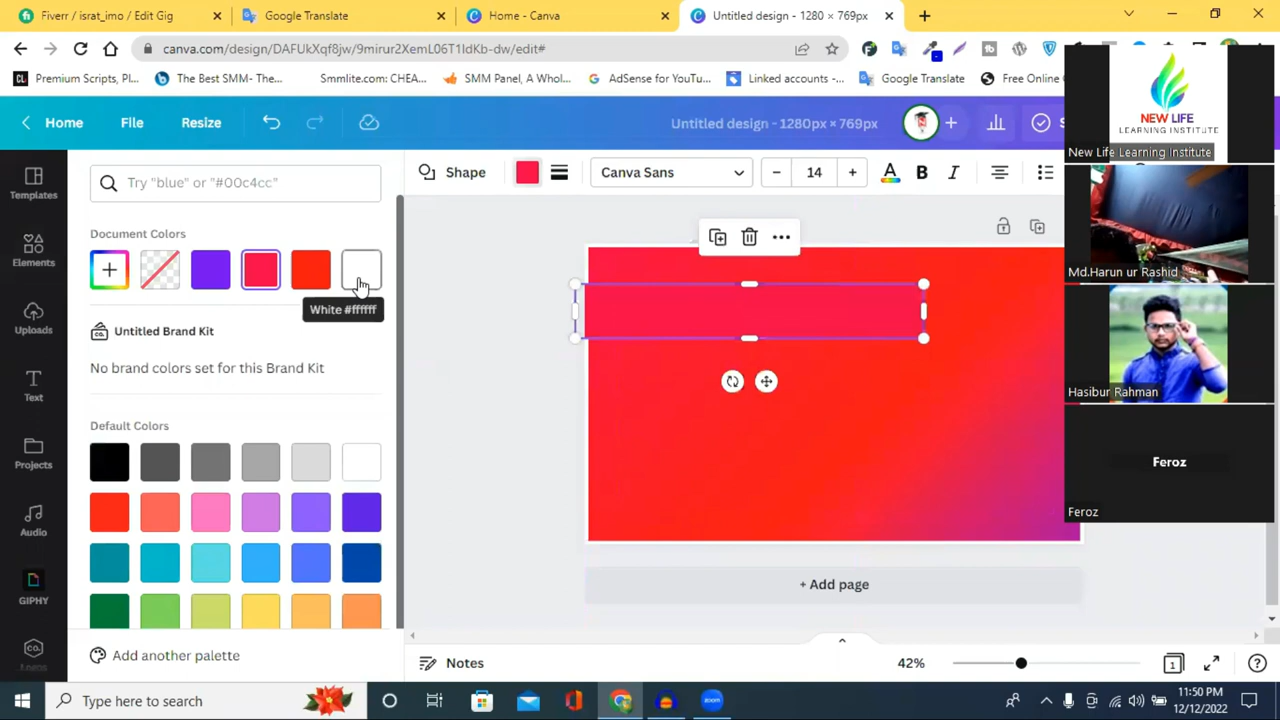 Fiverr / israt_imo / Edit Gig
Google Translate
Home - Canva
Untitled design - 1280 × 769px
canva.com/design/DAFUkXqf8jw/9mirur2XemL06T1IdKb-dw/edit#
Premium Scripts, Pl...
The Best SMM- The...
Smmlite.com: CHEA...
SMM Panel, A Whol...
AdSense for YouTu...
Linked accounts -...
Google Translate
Free Online
Home
File
Resize
Untitled design - 1280px × 769px
NEW LIFE
LEARNING INSTITUTE
New Life Learning Institute
Templates
Elements
Uploads
Text
Projects
Audio
GIPHY
Try "blue" or "#00c4cc"
Document Colors
White #ffffff
Untitled Brand Kit
No brand colors set for this Brand Kit
Default Colors
Add another palette
Shape
Canva Sans
14
A
B
I
+ Add page
Md.Harun ur Rashid
Hasibur Rahman
Feroz
Feroz
Notes
42%
1
Type here to search
11:50 PM
12/12/2022